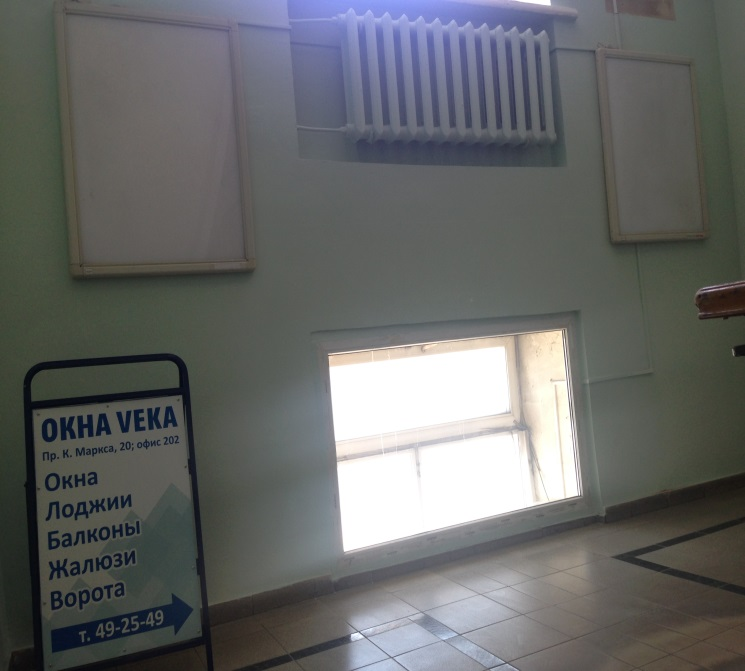 ОКНА VEKA
Пр. К. Маркса, 20; офис 202
Окна
Лоджии
Балконы
Жалюзи
Ворота
т. 49-25-49